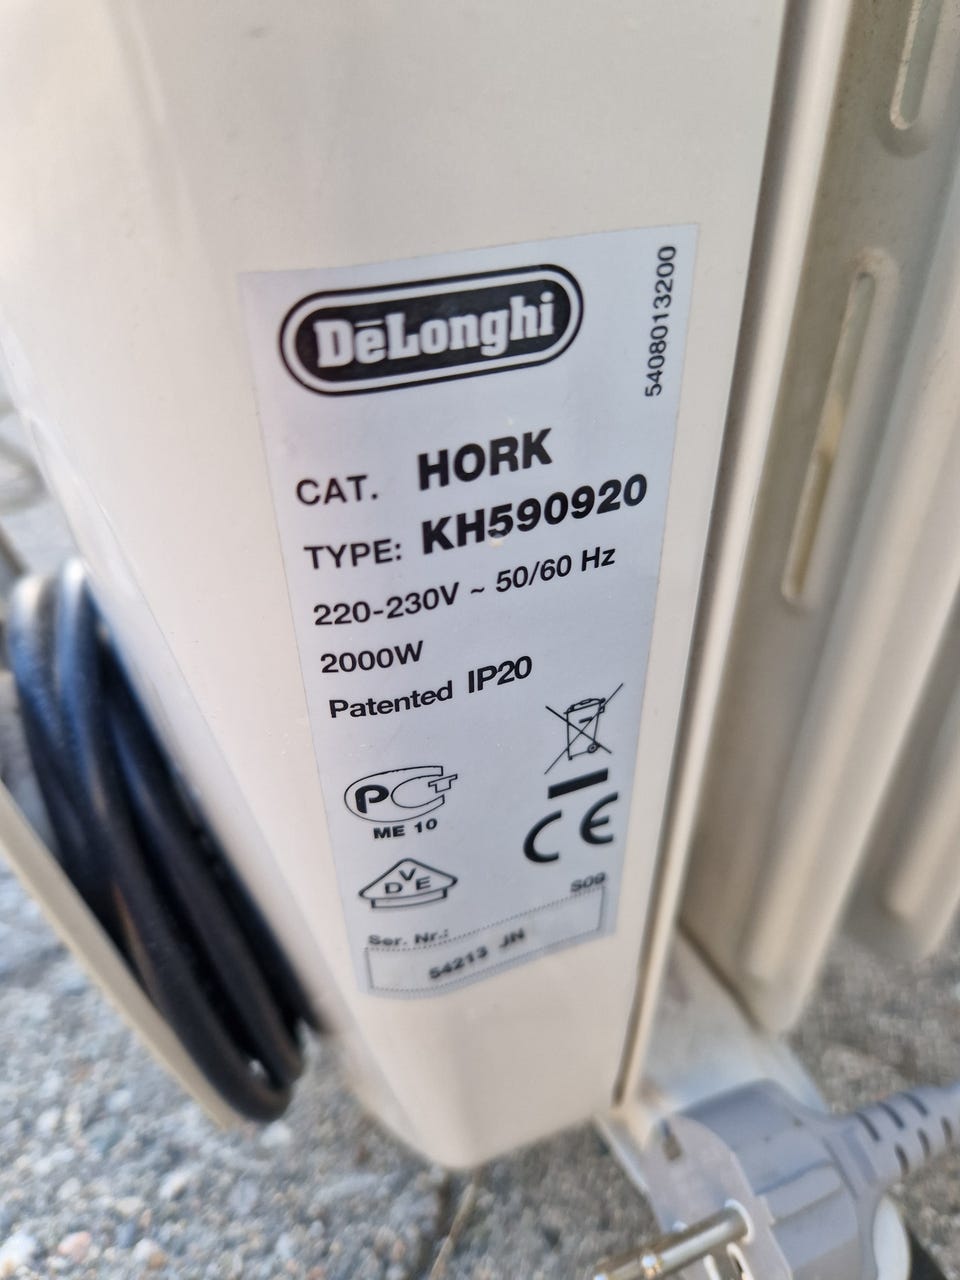 DēLonghi
5408013200
CAT. HORK
TYPE: KH590920
220-230V ~ 50/60 Hz
2000W
Patented IP20
PCT
ME 10
DVE
CE
S09
Ser. Nr.:
54213 JN